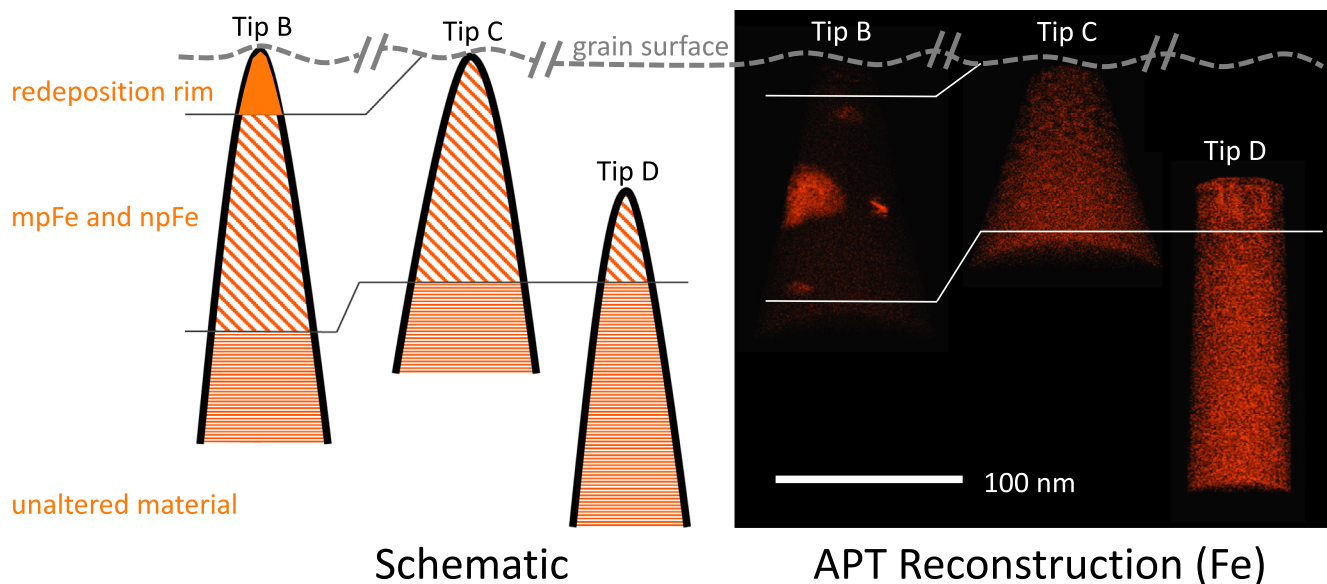 Tip B
Tip C
grain surface
Tip B
Tip C
redeposition rim
Tip D
Tip D
mpFe and npFe
unaltered material
100 nm
Schematic
APT Reconstruction (Fe)